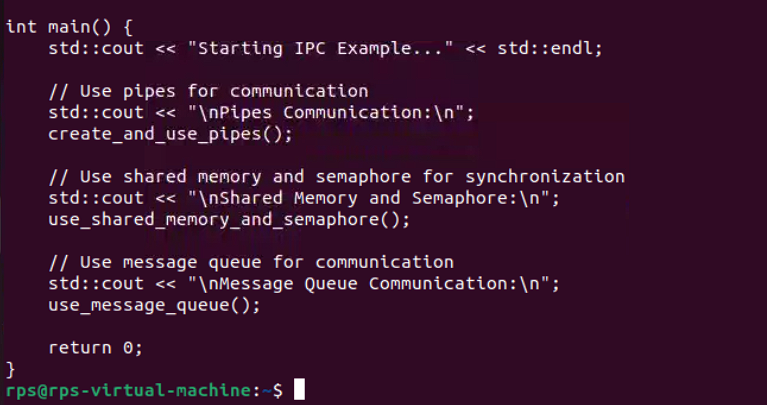 int main() {
    std::cout << "Starting IPC Example..." << std::endl;
    // Use pipes for communication
    std::cout << "\nPipes Communication:\n";
    create_and_use_pipes();
    // Use shared memory and semaphore for synchronization
    std::cout << "\nShared Memory and Semaphore:\n";
    use_shared_memory_and_semaphore();
    // Use message queue for communication
    std::cout << "\nMessage Queue Communication:\n";
    use_message_queue();
    return 0;
}
rps@rps-virtual-machine:~$